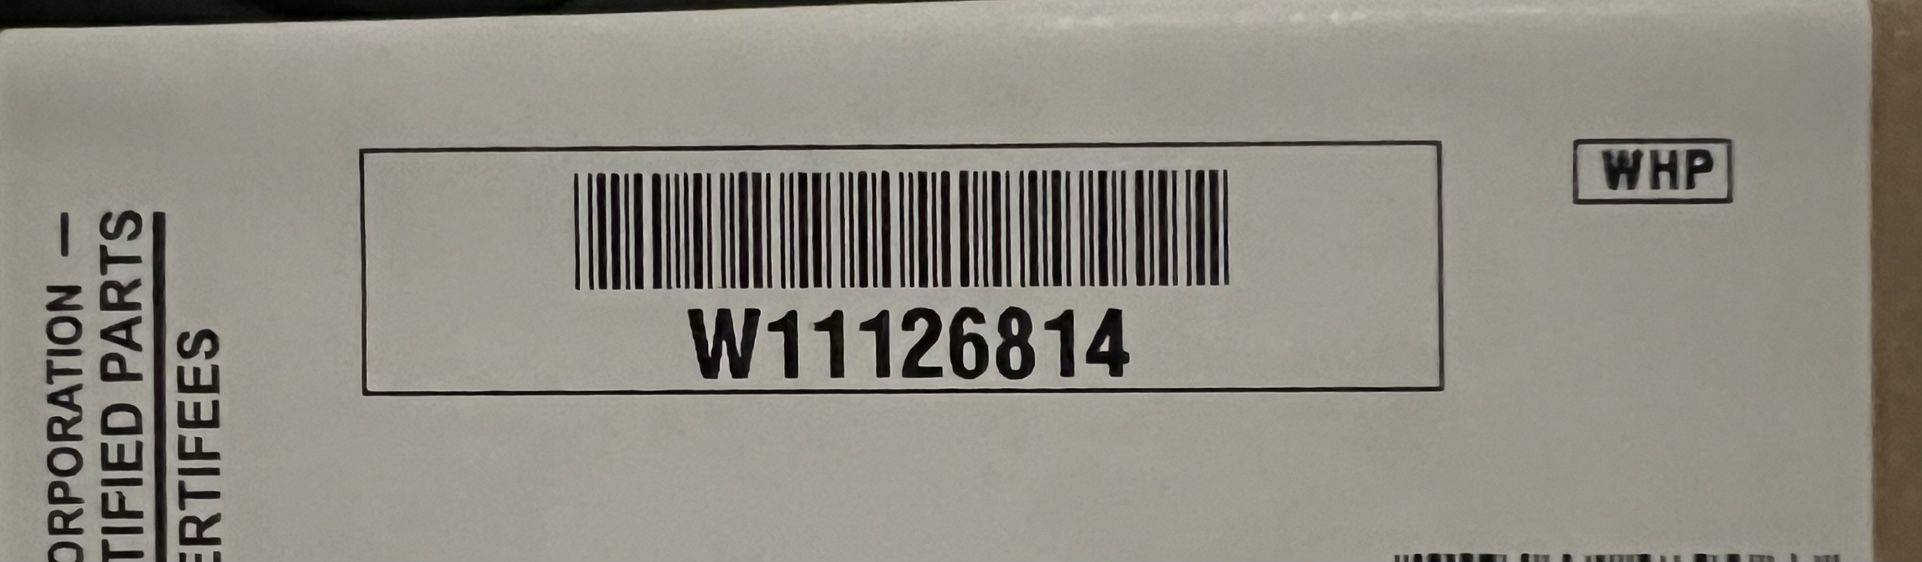 W11126814
WHP
ORPORATION —
TIFIED PARTS
ERTIFEES